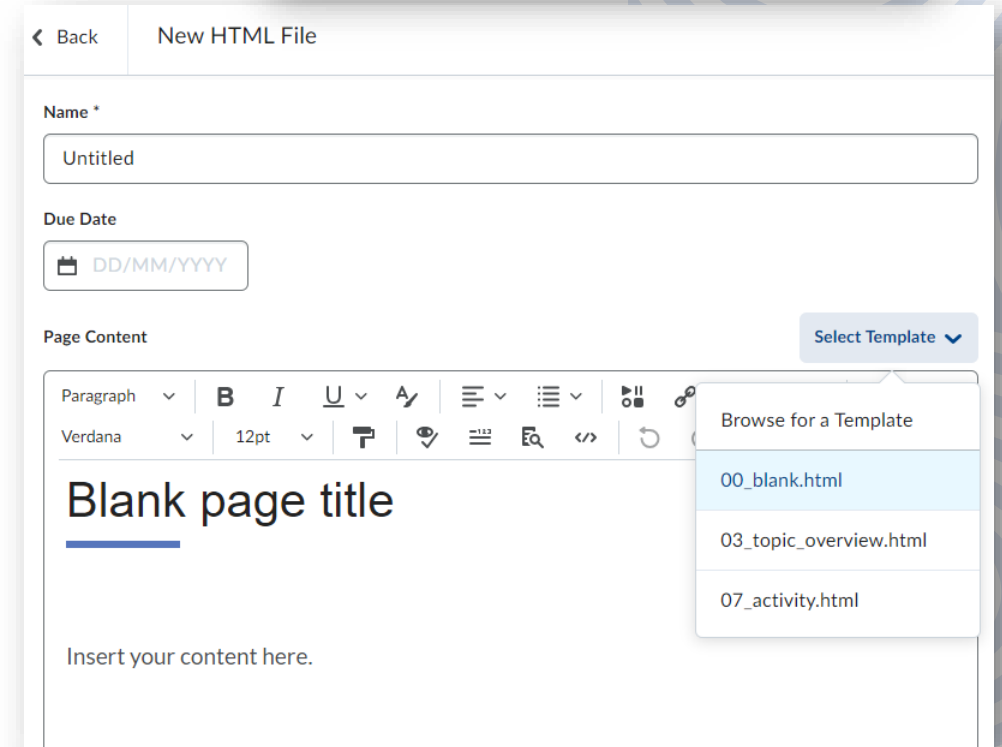 Back
New HTML File
Name *
Untitled
Due Date
DD/MM/YYYY
Page Content
Select Template
Paragraph
B I U A
Verdana
12pt
Browse for a Template
00_blank.html
03_topic_overview.html
07_activity.html
Blank page title
Insert your content here.